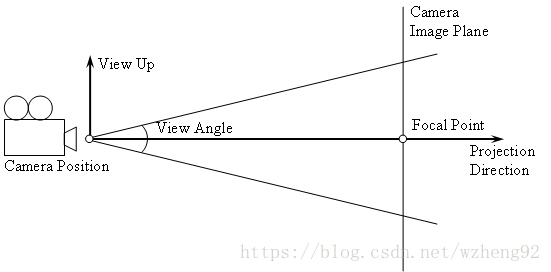 Camera
Image Plane
View Up
View Angle
Focal Point
Camera Position
Projection
Direction
https://blog.csdn.net/wzheng92